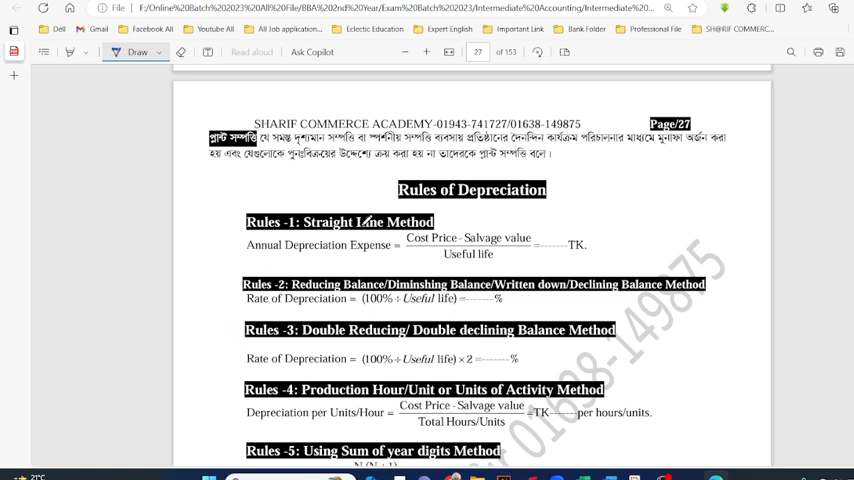 File
F:/Online%20Batch%202023%20All%20File/BBA%202nd%20Year/Exam%20Batch%202023/Intermediate%20Accounting/Intermediate%20...
Dell
Gmail
Facebook All
Youtube All
All Job application...
Eclectic Education
Expert English
Important Link
Bank Folder
Professional File
SH@RIF COMMERC...
Draw
Read aloud
Ask Copilot
27 of 153
SHARIF COMMERCE ACADEMY-01943-741727/01638-149875
Page/27
প্লান্ট সম্পত্তি যে সমস্ত দৃশ্যমান সম্পত্তি বা স্পর্শনীয় সম্পত্তি ব্যবসায় প্রতিষ্ঠানের দৈনন্দিন কার্যক্রম পরিচালনার মাধ্যমে মুনাফা অর্জন করা
হয় এবং যেগুলোকে পুনঃবিক্রয়ের উদ্দেশ্যে ক্রয় করা হয় না তাদেরকে প্লান্ট সম্পত্তি বলে।
Rules of Depreciation
Rules -1: Straight Line Method
Annual Depreciation Expense = Cost Price - Salvage value =-------TK.
Useful life
Rules -2: Reducing Balance/Diminshing Balance/Written down/Declining Balance Method
Rate of Depreciation = (100% ÷ Useful life) =-------%
Rules -3: Double Reducing/ Double declining Balance Method
Rate of Depreciation = (100% ÷ Useful life) × 2 =-------%
Rules -4: Production Hour/Unit or Units of Activity Method
Depreciation per Units/Hour = Cost Price - Salvage value =TK-------per hours/units.
Total Hours/Units
Rules -5: Using Sum of year digits Method
N (N + 1)
01638-149875
21°C